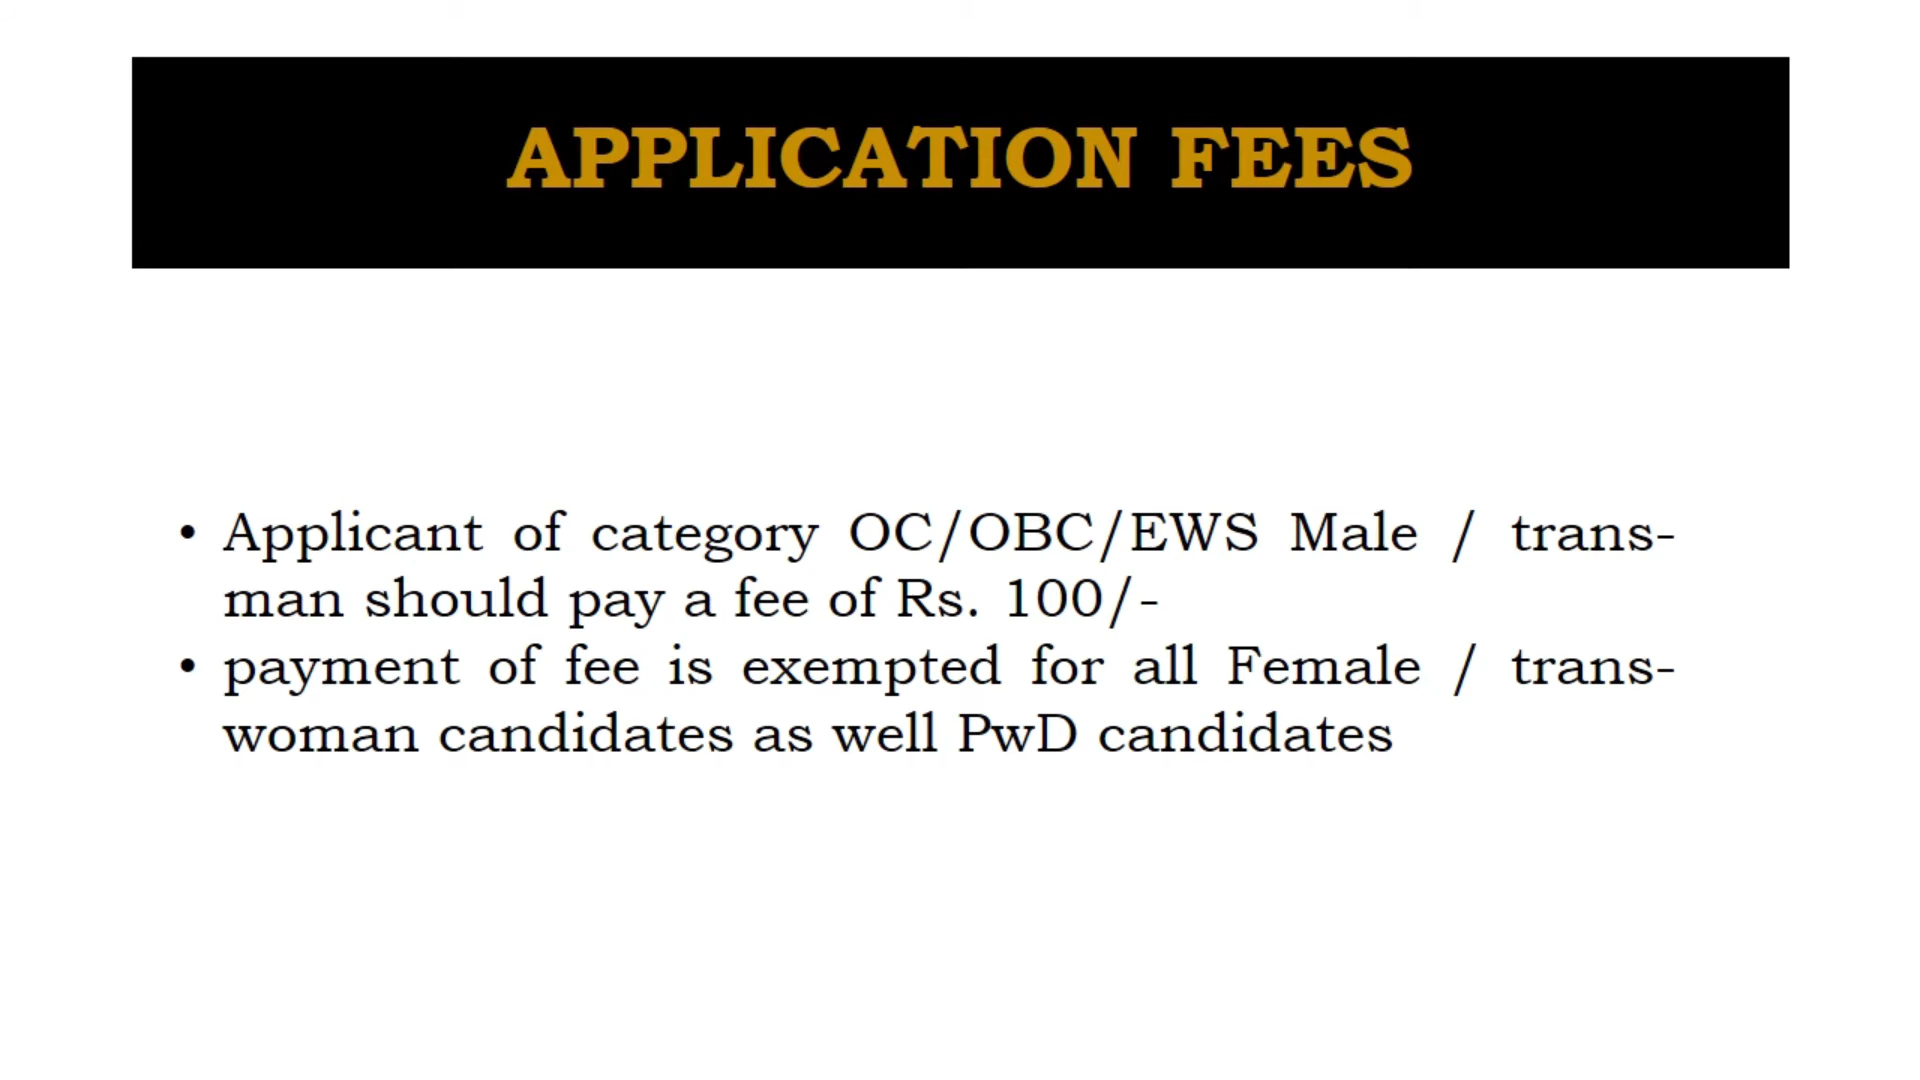 APPLICATION FEES
• Applicant of category OC/OBC/EWS Male / trans-
man should pay a fee of Rs. 100/-
• payment of fee is exempted for all Female / trans-
woman candidates as well PwD candidates